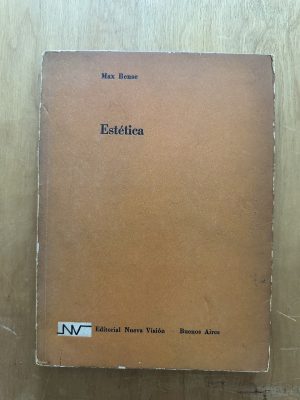 Max Bense
Estética
NV Editorial Nueva Visión Buenos Aires